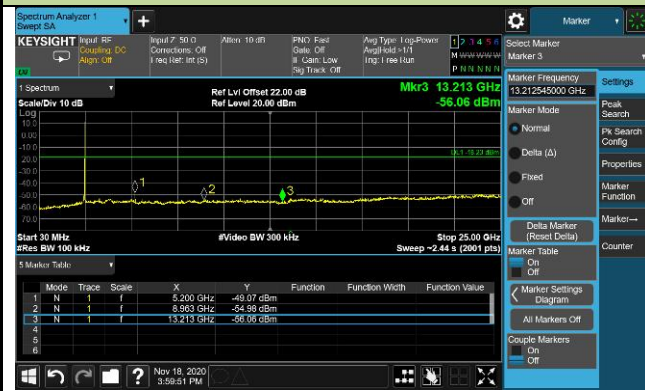 Spectrum Analyzer 1
Swept SA
Marker
KEYSIGHT
Input: RF
Coupling: DC
Align: Off
Input Z: 50 Ω
Corrections: Off
Freq Ref: Int (S)
Atten: 10 dB
PNO: Fast
Gate: Off
IF Gain: Low
Sig Track: Off
Avg Type: Log-Power
Avg|Hold:>1/1
Trig: Free Run
1 2 3 4 5 6
M W W W W W
P N N N N N
Select Marker
Marker 3
1 Spectrum
Scale/Div 10 dB
Ref Lvl Offset 22.00 dB
Ref Level 20.00 dBm
Mkr3 13.213 GHz
-56.06 dBm
Log
10.0
0.00
-10.0
-20.0
-30.0
-40.0
-50.0
-60.0
-70.0
1
2
3
Start 30 MHz
#Res BW 100 kHz
#Video BW 300 kHz
Stop 25.00 GHz
Sweep ~2.44 s (2001 pts)
5 Marker Table
Mode Trace Scale X Y Function Function Width Function Value
1 N 1 f 5.200 GHz -49.07 dBm
2 N 1 f 8.963 GHz -54.98 dBm
3 N 1 f 13.213 GHz -56.06 dBm
4
5
6
Nov 18, 2020
3:59:51 PM
Marker Frequency
13.212545000 GHz
Marker Mode
Normal
Delta (Δ)
Fixed
Off
Delta Marker
(Reset Delta)
Marker Table
On
Off
Marker Settings
Diagram
All Markers Off
Couple Markers
On
Off
Settings
Peak
Search
Pk Search
Config
Properties
Marker
Function
Marker→
Counter